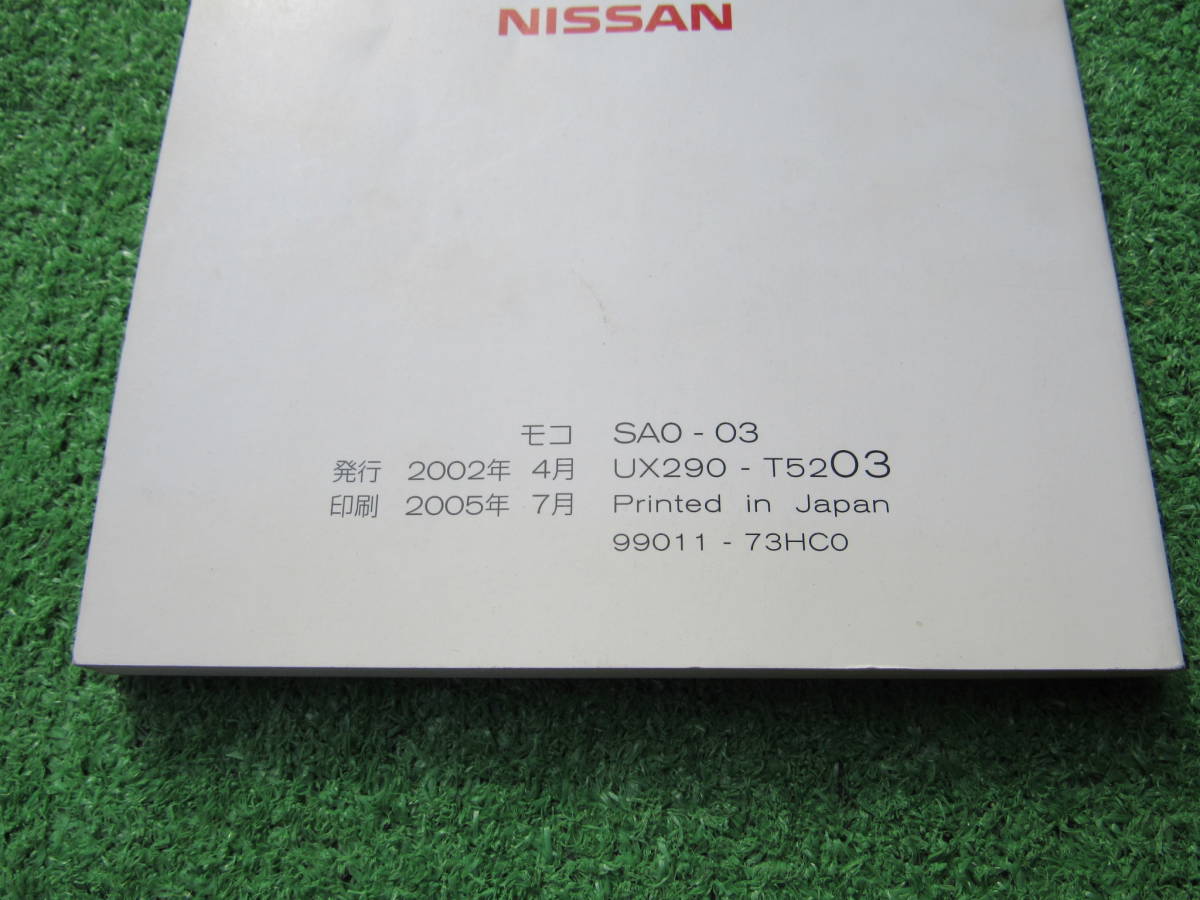 NISSAN
モコ SA0 - 03
発行 2002年 4月 UX290 - T5203
印刷 2005年 7月 Printed in Japan
99011 - 73HC0